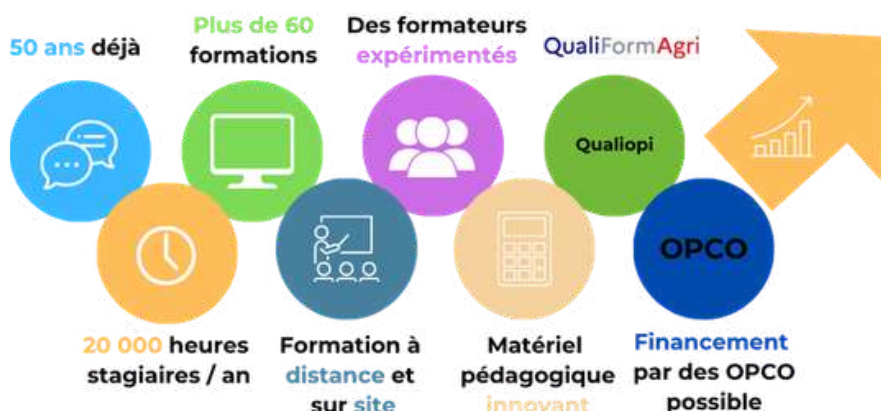 50 ans déjà
Plus de 60
formations
Des formateurs
expérimentés
QualiFormAgri
Qualiopi
OPCO
20 000 heures
stagiaires / an
Formation à
distance et
sur site
Matériel
pédagogique
innovant
Financement
par des OPCO
possible